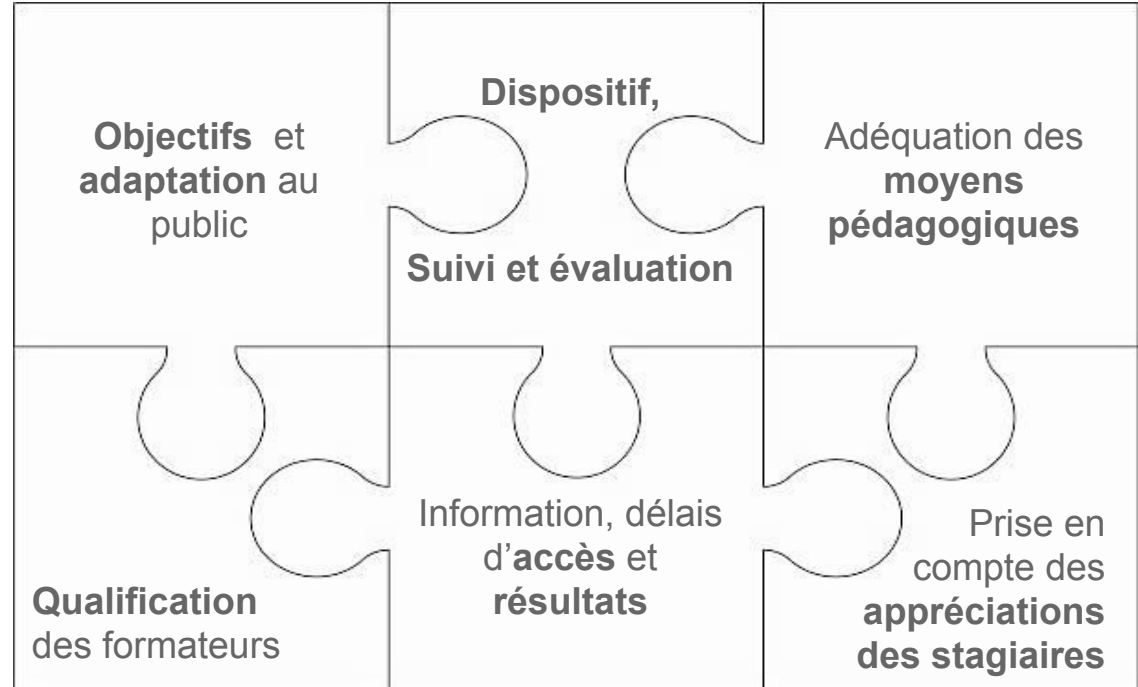 Objectifs et
adaptation au
public
Dispositif,
Suivi et évaluation
Adéquation des
moyens
pédagogiques
Qualification
des formateurs
Information, délais
d’accès et
résultats
Prise en
compte des
appréciations
des stagiaires